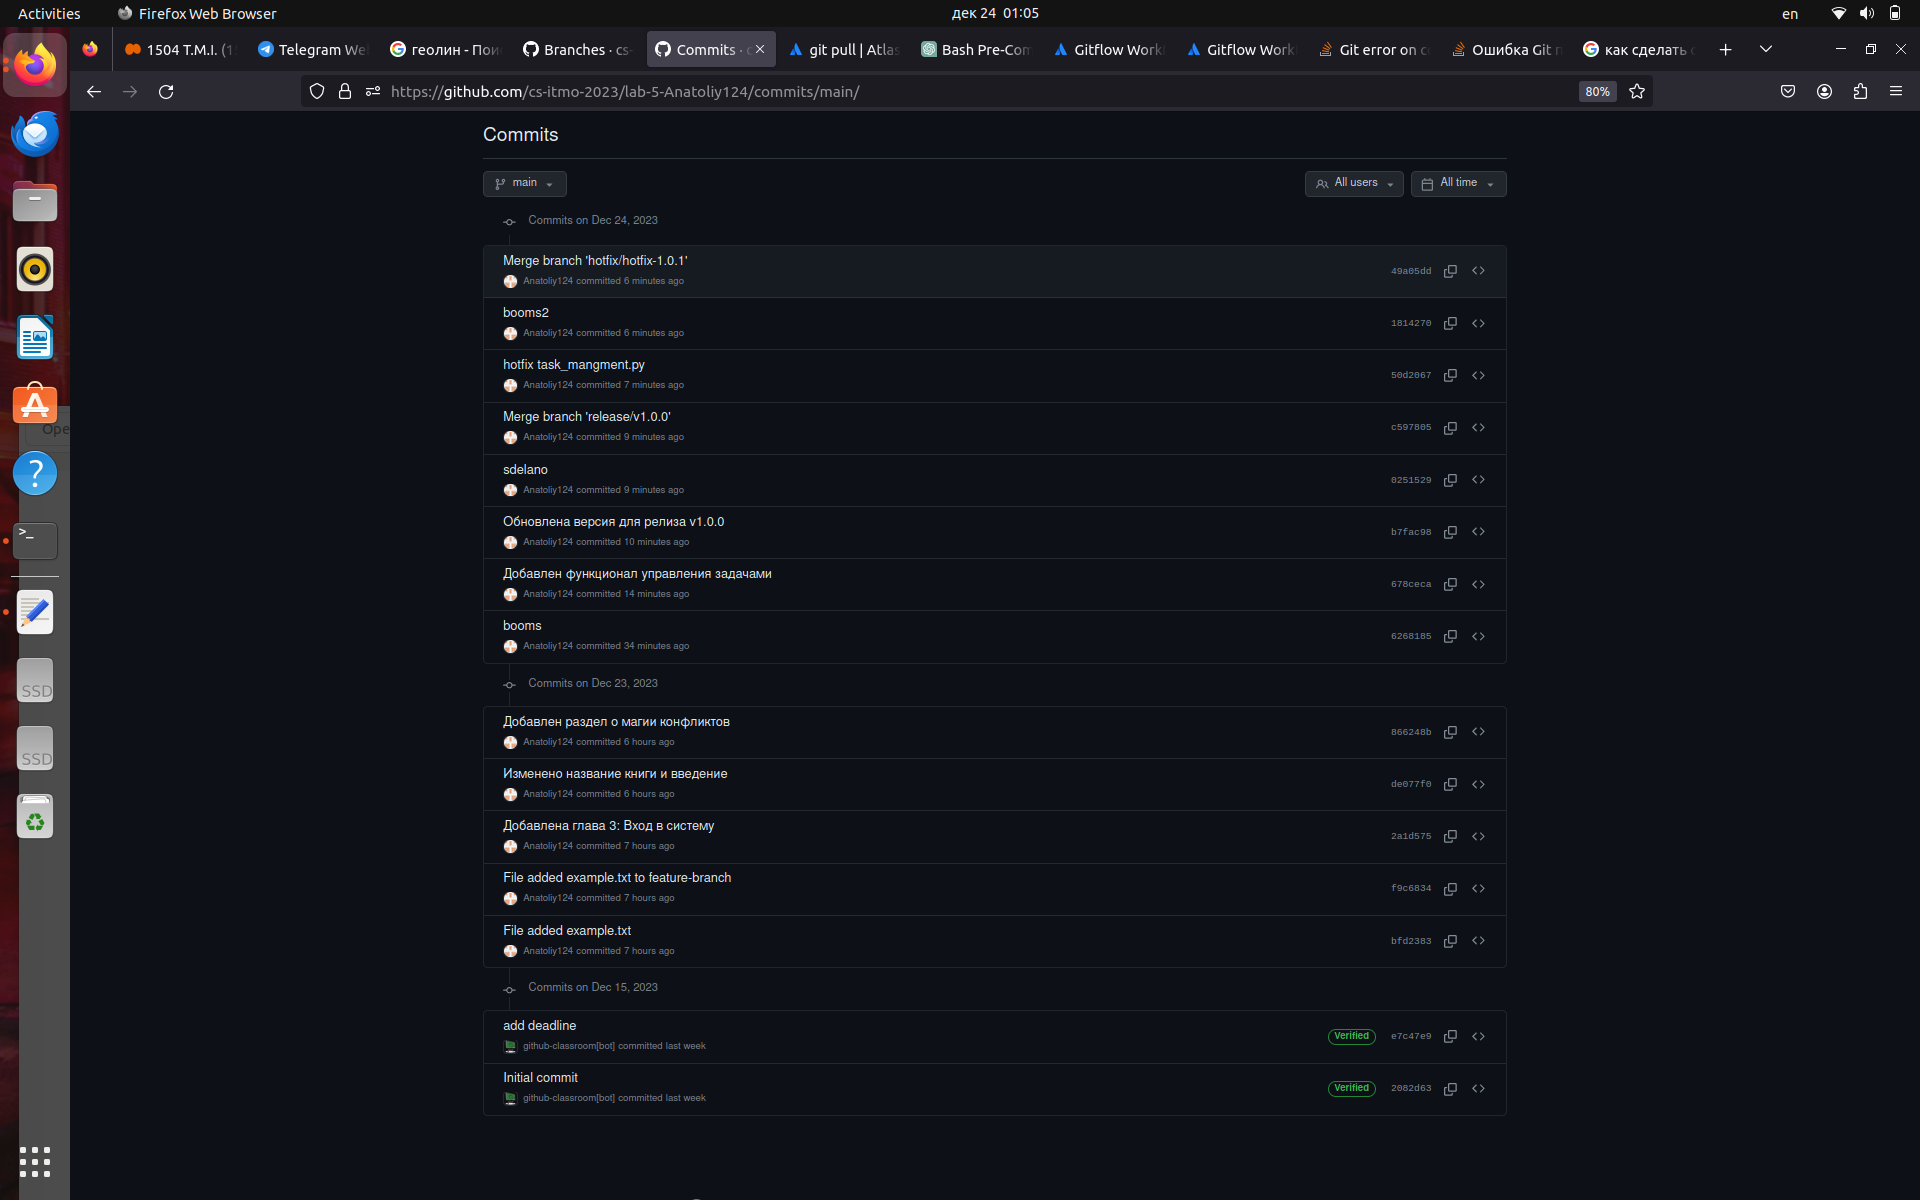 Activities Firefox Web Browser дек 24 01:05 en
1504 T.M.I. (1 Telegram We геолин - Пои Branches · cs- Commits · c git pull | Atlas Bash Pre-Com Gitflow Work Gitflow Work Git error on c Ошибка Git п как сделать
https://github.com/cs-itmo-2023/lab-5-Anatoliy124/commits/main/ 80%
Commits
main All users All time
Commits on Dec 24, 2023
Merge branch 'hotfix/hotfix-1.0.1'
Anatoliy124 committed 6 minutes ago 49a05dd
booms2
Anatoliy124 committed 6 minutes ago 1814270
hotfix task_mangment.py
Anatoliy124 committed 7 minutes ago 50d2067
Merge branch 'release/v1.0.0'
Anatoliy124 committed 9 minutes ago c597805
Ope
sdelano
Anatoliy124 committed 9 minutes ago 0251529
Обновлена версия для релиза v1.0.0
Anatoliy124 committed 10 minutes ago b7fac98
Добавлен функционал управления задачами
Anatoliy124 committed 14 minutes ago 678ceca
booms
Anatoliy124 committed 34 minutes ago 6268185
Commits on Dec 23, 2023
SSD
Добавлен раздел о магии конфликтов
Anatoliy124 committed 6 hours ago 866248b
SSD
Изменено название книги и введение
Anatoliy124 committed 6 hours ago de077f0
Добавлена глава 3: Вход в систему
Anatoliy124 committed 7 hours ago 2a1d575
File added example.txt to feature-branch
Anatoliy124 committed 7 hours ago f9c6834
File added example.txt
Anatoliy124 committed 7 hours ago bfd2383
Commits on Dec 15, 2023
add deadline
github-classroom[bot] committed last week Verified e7c47e9
Initial commit
github-classroom[bot] committed last week Verified 2082d63